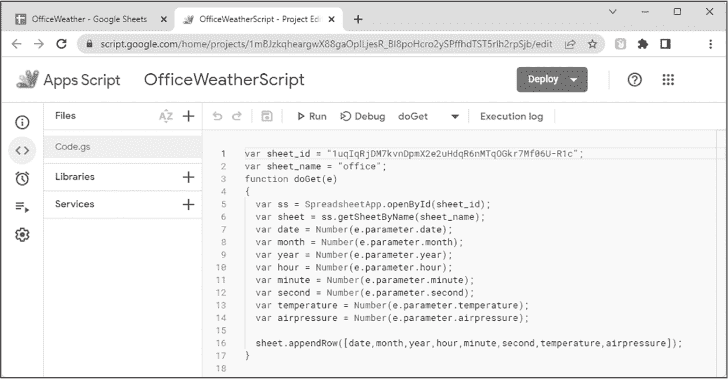 OfficeWeather - Google Sheets
OfficeWeatherScript - Project Edi
script.google.com/home/projects/
/edit
Apps Script
OfficeWeatherScript
Deploy
Files
AZ
Run
Debug
doGet
Execution log
Code.gs
Libraries
Services
1 var sheet_id = "1uqIqRjDM7kvnDpmX2e2uHdqR6nMTqOGkr7Mf06U-R1c";
2 var sheet_name = "office";
3 function doGet(e)
4 {
5 var ss = SpreadsheetApp.openById(sheet_id);
6 var sheet = ss.getSheetByName(sheet_name);
7 var date = Number(e.parameter.date);
8 var month = Number(e.parameter.month);
9 var year = Number(e.parameter.year);
10 var hour = Number(e.parameter.hour);
11 var minute = Number(e.parameter.minute);
12 var second = Number(e.parameter.second);
13 var temperature = Number(e.parameter.temperature);
14 var airpressure = Number(e.parameter.airpressure);
15
16 sheet.appendRow([date,month,year,hour,minute,second,temperature,airpressure]);
17 }
18